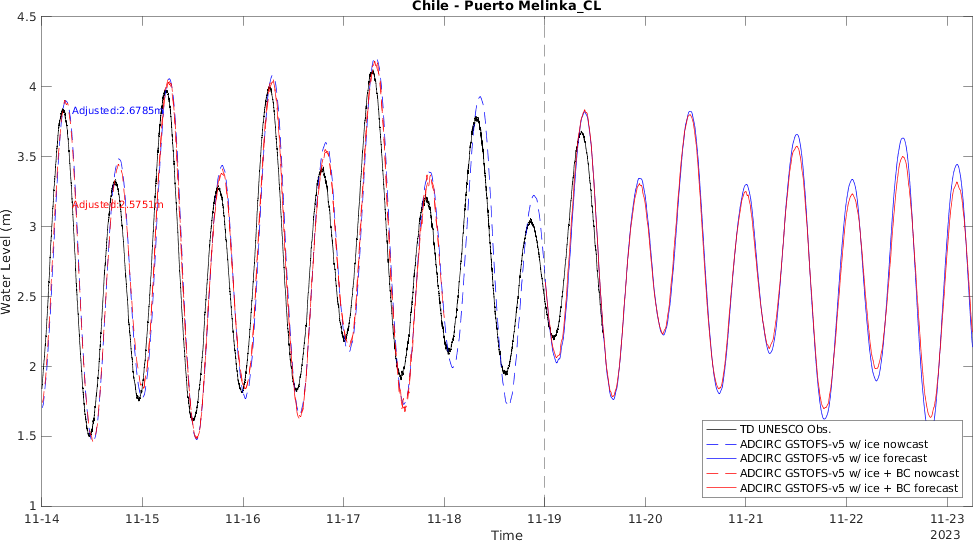 Chile - Puerto Melinka_CL
4.5
4
3.5
3
2.5
2
1.5
1
Water Level (m)
Adjusted:2.6785m
Adjusted:2.5751m
TD UNESCO Obs.
ADCIRC GSTOFS-v5 w/ ice nowcast
ADCIRC GSTOFS-v5 w/ ice forecast
ADCIRC GSTOFS-v5 w/ ice + BC nowcast
ADCIRC GSTOFS-v5 w/ ice + BC forecast
11-14 11-15 11-16 11-17 11-18 11-19 11-20 11-21 11-22 11-23
Time
2023